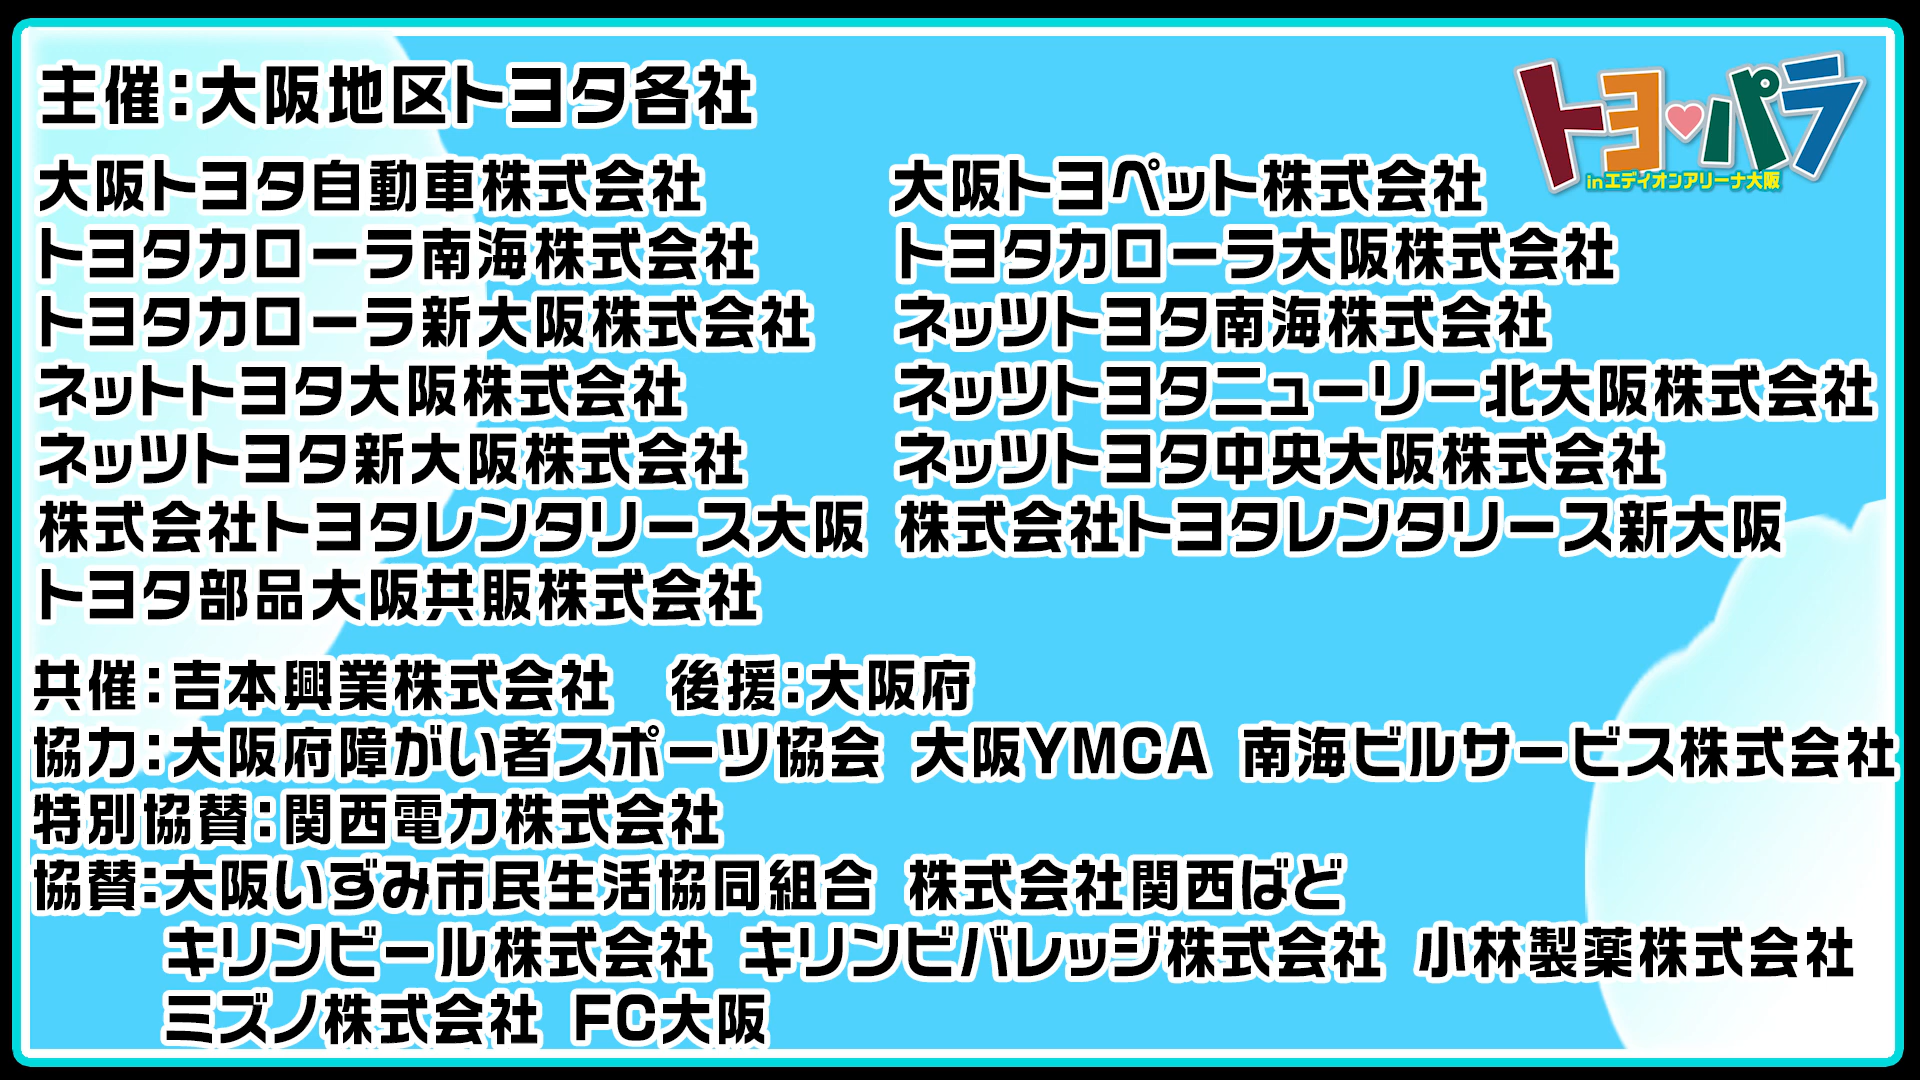 主催：大阪地区トヨタ各社
トヨ♥パラ
inエディオンアリーナ大阪
大阪トヨタ自動車株式会社
大阪トヨペット株式会社
トヨタカローラ南海株式会社
トヨタカローラ大阪株式会社
トヨタカローラ新大阪株式会社
ネッツトヨタ南海株式会社
ネットトヨタ大阪株式会社
ネッツトヨタニューリー北大阪株式会社
ネッツトヨタ新大阪株式会社
ネッツトヨタ中央大阪株式会社
株式会社トヨタレンタリース大阪
株式会社トヨタレンタリース新大阪
トヨタ部品大阪共販株式会社
共催：吉本興業株式会社　後援：大阪府
協力：大阪府障がい者スポーツ協会 大阪YMCA 南海ビルサービス株式会社
特別協賛：関西電力株式会社
協賛：大阪いずみ市民生活協同組合 株式会社関西ぱど
キリンビール株式会社 キリンビバレッジ株式会社 小林製薬株式会社
ミズノ株式会社 FC大阪